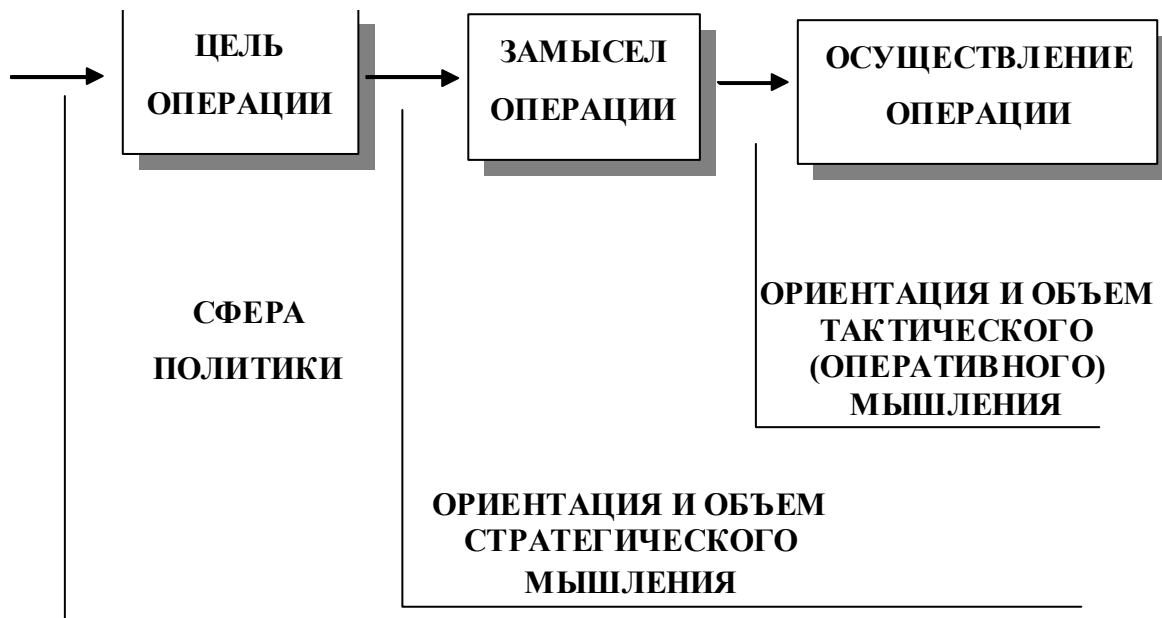 ЦЕЛЬ
ОПЕРАЦИИ
ЗАМЫСЕЛ
ОПЕРАЦИИ
ОСУЩЕСТВЛЕНИЕ
ОПЕРАЦИИ
СФЕРА
ПОЛИТИКИ
ОРИЕНТАЦИЯ И ОБЪЕМ
ТАКТИЧЕСКОГО
(ОПЕРАТИВНОГО)
МЫШЛЕНИЯ
ОРИЕНТАЦИЯ И ОБЪЕМ
СТРАТЕГИЧЕСКОГО
МЫШЛЕНИЯ